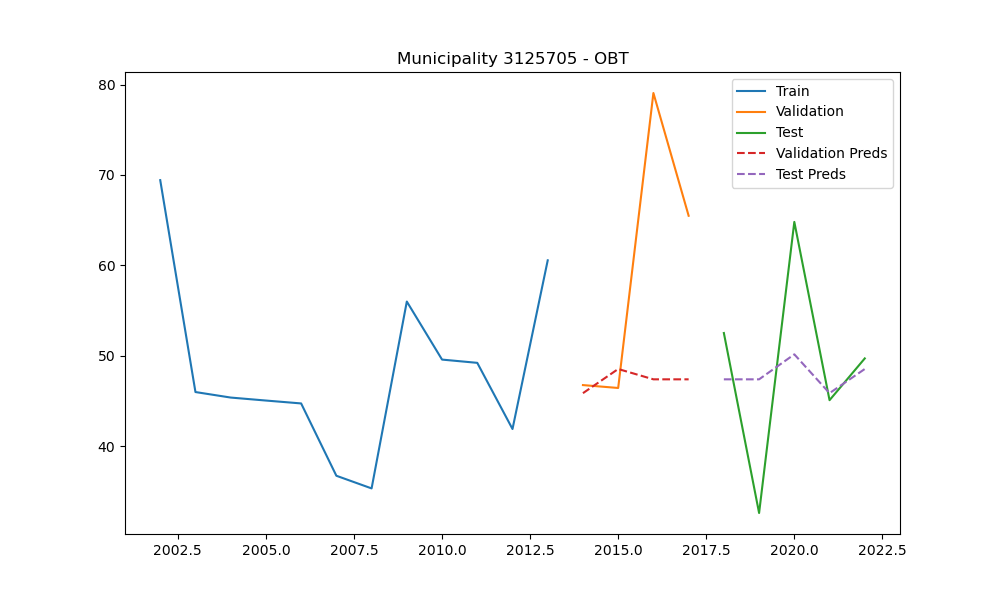 Municipality 3125705 - OBT
Train
Validation
Test
Validation Preds
Test Preds
80
70
60
50
40
2002.5 2005.0 2007.5 2010.0 2012.5 2015.0 2017.5 2020.0 2022.5